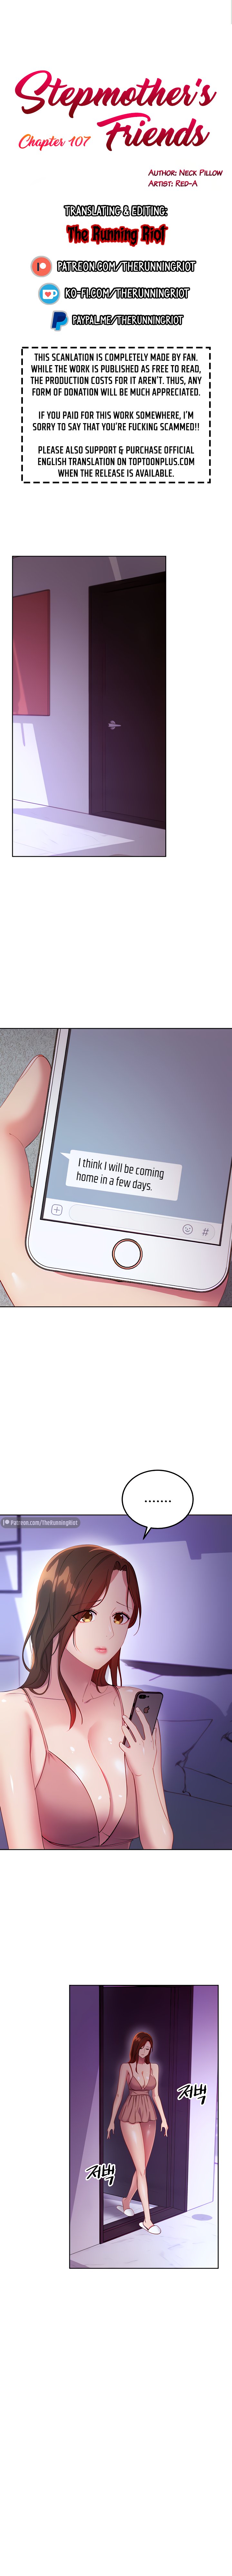 Stepmother's
Friends
Chapter 107
AUTHOR: NECK PILLOW
ARTIST: RED-A
TRANSLATING & EDITING:
The Running Riot
PATREON.COM/THERUNNINGRIOT
KO-FI.COM/THERUNNINGRIOT
PAYPAL.ME/THERUNNINGRIOT
THIS SCANLATION IS COMPLETELY MADE BY FAN.
WHILE THE WORK IS PUBLISHED AS FREE TO READ,
THE PRODUCTION COSTS FOR IT AREN'T. THUS, ANY
FORM OF DONATION WILL BE MUCH APPRECIATED.
IF YOU PAID FOR THIS WORK SOMEWHERE, I'M
SORRY TO SAY THAT YOU'RE FUCKING SCAMMED!!
PLEASE ALSO SUPPORT & PURCHASE OFFICIAL
ENGLISH TRANSLATION ON TOPTOONPLUS.COM
WHEN THE RELEASE IS AVAILABLE.
I think I will be coming
home in a few days.
#
.......
Patreon.com/TheRunningRiot
저벅
저벅